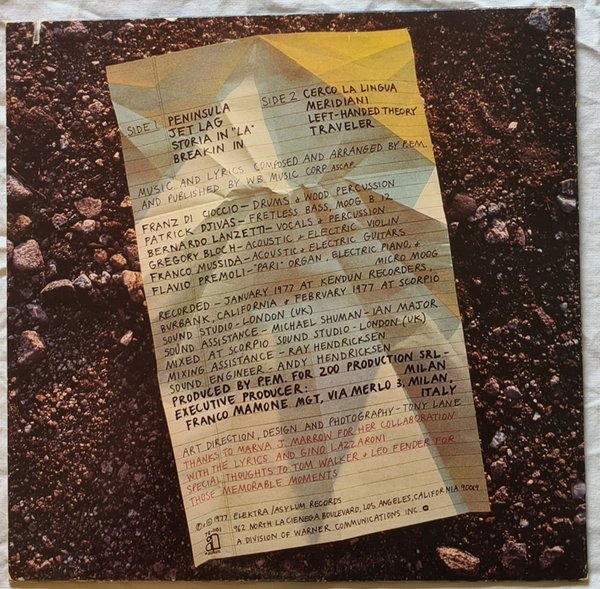 SIDE 1 PENINSULA
JET LAG
STORIA IN "LA"
BREAKIN IN
SIDE 2 CERCO LA LINGUA
MERIDIANI
LEFT-HANDED THEORY
TRAVELER
MUSIC AND LYRICS COMPOSED AND ARRANGED BY P.F.M.
AND PUBLISHED BY W.B. MUSIC CORP. ASCAP.
FRANZ DI CIOCCIO - DRUMS + WOOD PERCUSSION
PATRICK DJIVAS - FRETLESS BASS, MOOG B 12
BERNARDO LANZETTI - VOCALS + PERCUSSION
GREGORY BLOCH - ACOUSTIC + ELECTRIC VIOLIN
FRANCO MUSSIDA - ACOUSTIC + ELECTRIC GUITARS
FLAVIO PREMOLI - "PARI" ORGAN, ELECTRIC PIANO, +
MICRO MOOG
RECORDED - JANUARY 1977 AT KENDUN RECORDERS,
BURBANK, CALIFORNIA + FEBRUARY 1977 AT SCORPIO
SOUND STUDIO - LONDON (UK)
SOUND ASSISTANCE - MICHAEL SHUMAN - IAN MAJOR
MIXED AT SCORPIO SOUND STUDIO - LONDON (UK)
MIXING ASSISTANCE - RAY HENDRICKSEN
SOUND ENGINEER - ANDY HENDRICKSEN
PRODUCED BY P.F.M. FOR ZOO PRODUCTION SRL -
MILAN
EXECUTIVE PRODUCER:
FRANCO MAMONE MGT, VIA MERLO 3, MILAN,
ITALY
ART DIRECTION, DESIGN AND PHOTOGRAPHY - TONY LANE
THANKS TO MARVA J. MARROW FOR HER COLLABORATION
WITH THE LYRICS AND GINO LAZZARONI
SPECIAL THOUGHTS TO TOM WALKER + LEO FENDER FOR
THOSE MEMORABLE MOMENTS
℗+© 1977 ELEKTRA/ASYLUM RECORDS
962 NORTH LA CIENEGA BOULEVARD, LOS ANGELES, CALIFORNIA 90069
A DIVISION OF WARNER COMMUNICATIONS INC.